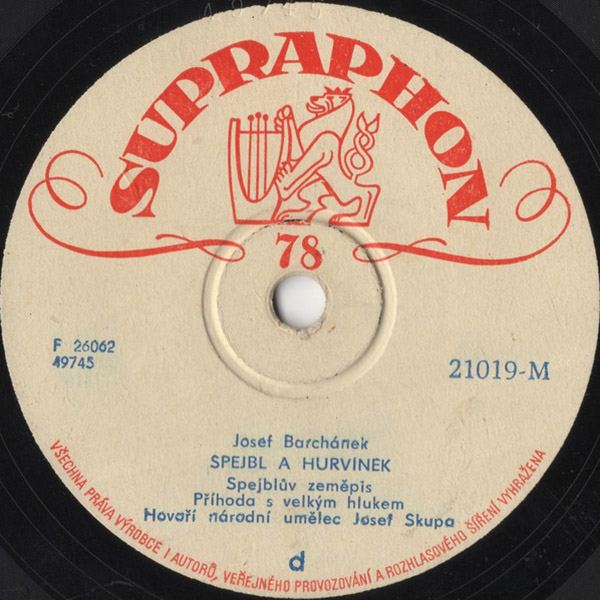 SUPRAPHON
78
F 26062
49745
21019-M
Josef Barchánek
SPEJBL A HURVÍNEK
Spejblův zeměpis
Příhoda s velkým hlukem
Hovoří národní umělec Josef Skupa
d
VŠECHNA PRÁVA VÝROBCE I AUTORŮ, VEŘEJNÉHO PROVOZOVÁNÍ A ROZHLASOVÉHO ŠÍŘENÍ VYHRAŽENA